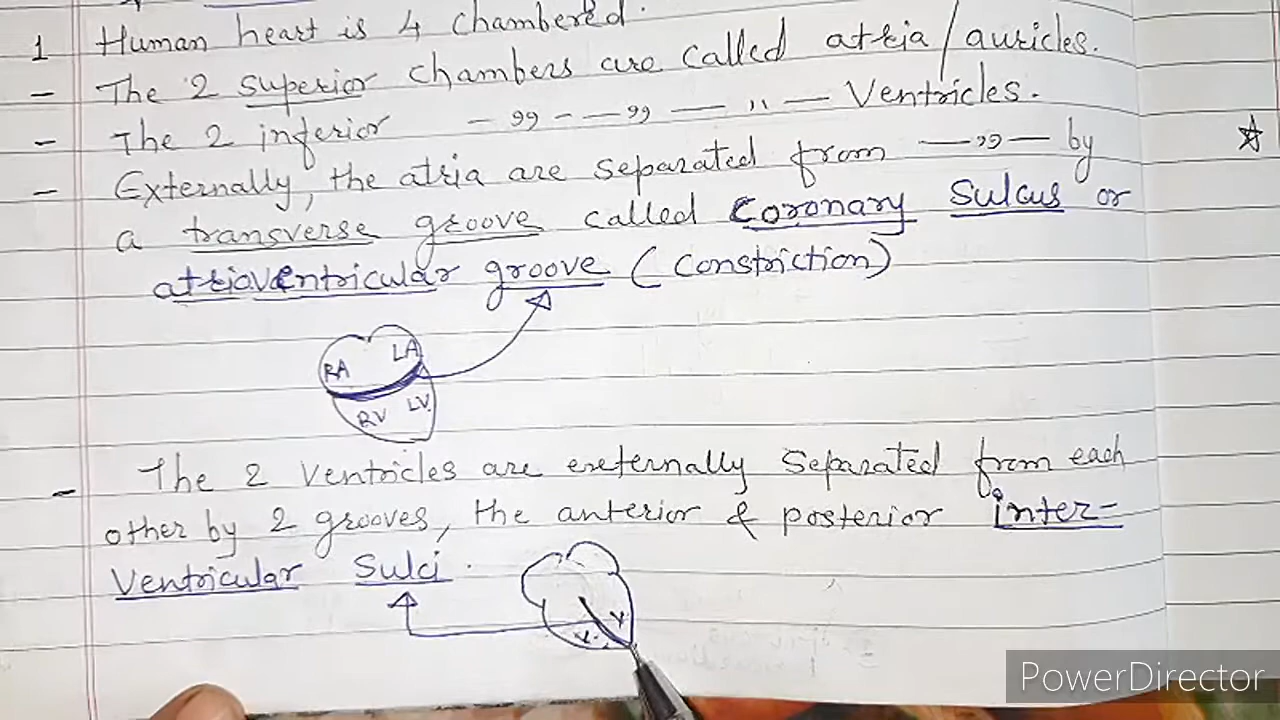 1 Human heart is 4 chambered.
- The 2 superior chambers are called atria/auricles.
- The 2 inferior -〃- -〃- -〃- Ventricles.
- Externally, the atria are separated from -〃- by
a transverse groove called Coronary Sulcus or
atrioventricular groove (constriction)
RA LA
RV LV
- The 2 ventricles are exeternally separated from each
other by 2 grooves, the anterior & posterior inter-
Ventricular Sulci.
V
V
PowerDirector